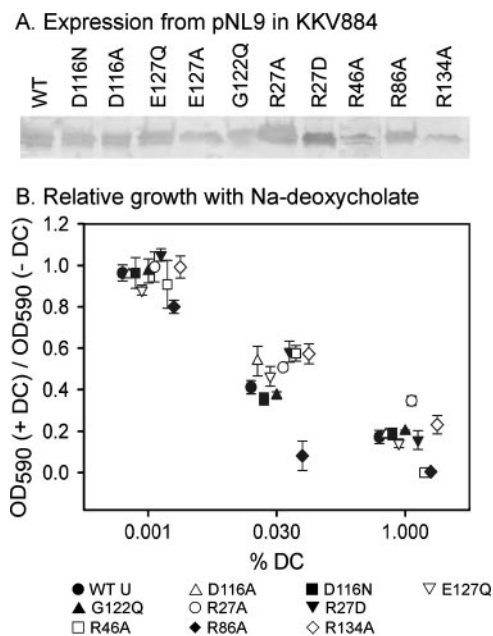 A. Expression from pNL9 in KKV884
WT D116N D116A E127Q E127A G122Q R27A R27D R46A R86A R134A
B. Relative growth with Na-deoxycholate
OD590 (+ DC) / OD590 (- DC)
1.2
1.0
0.8
0.6
0.4
0.2
0.0
0.001 0.030 1.000
% DC
WT U D116A D116N E127Q
G122Q R27A R27D
R46A R86A R134A